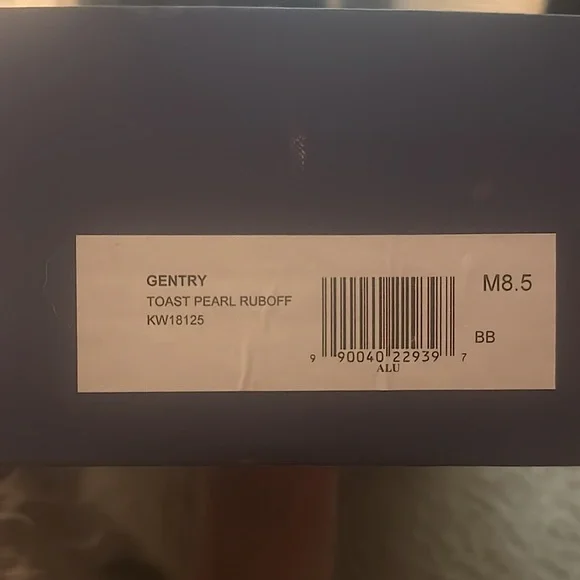 GENTRY
TOAST PEARL RUBOFF
KW18125
9 90040 22939 7
ALU
M8.5
BB